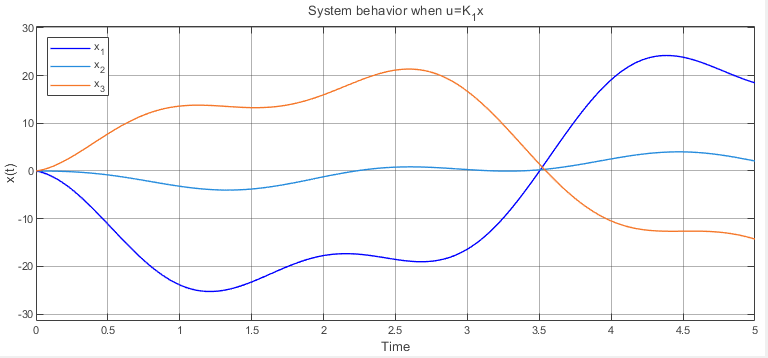 System behavior when u=K₁x
x₁
x₂
x₃
30
20
10
0
-10
-20
-30
x(t)
0 0.5 1 1.5 2 2.5 3 3.5 4 4.5 5
Time